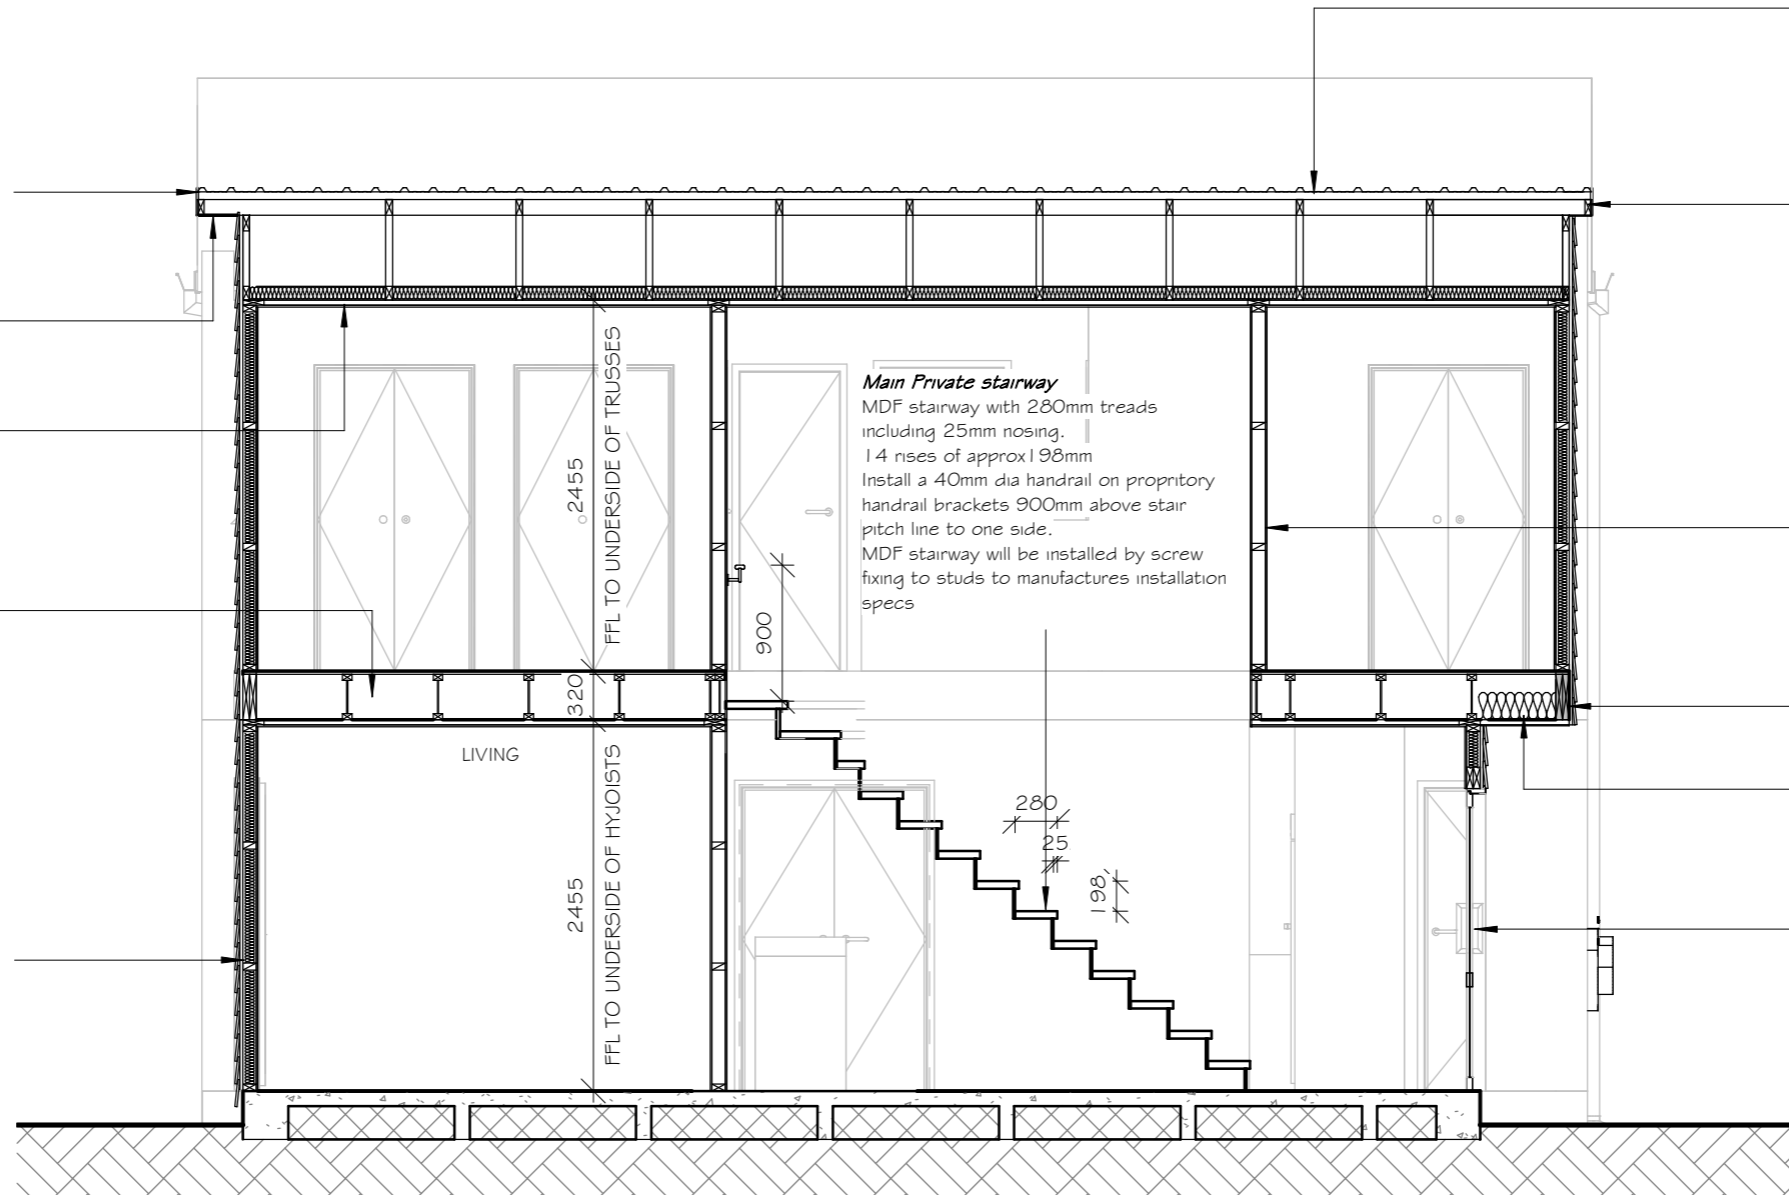 Main Private stairway
MDF stairway with 280mm treads
including 25mm nosing.
14 rises of approx198mm
Install a 40mm dia handrail on propritory
handrail brackets 900mm above stair
pitch line to one side.
MDF stairway will be installed by screw
fixing to studs to manufactures installation
specs
2455
FFL TO UNDERSIDE OF TRUSSES
900
320
LIVING
2455
FFL TO UNDERSIDE OF HYJOISTS
280
25
198